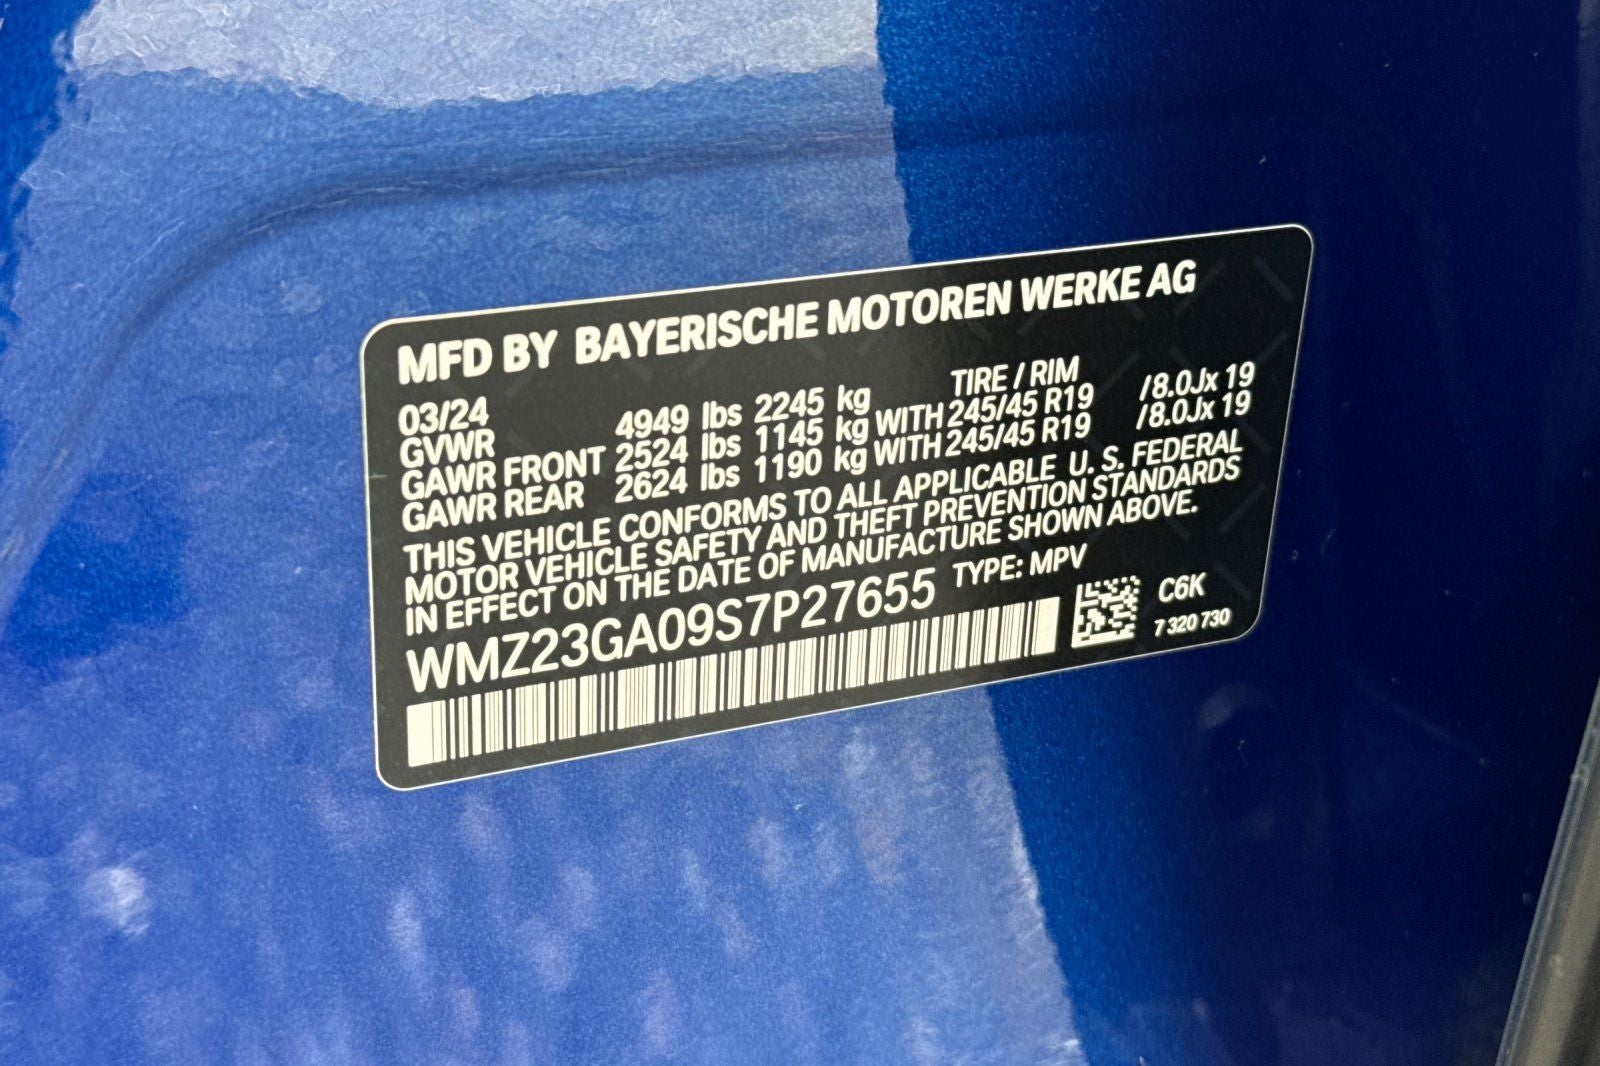 MFD BY BAYERISCHE MOTOREN WERKE AG
03/24 TIRE / RIM
GVWR 4949 lbs 2245 kg
GAWR FRONT 2524 lbs 1145 kg WITH 245/45 R19 /8.0Jx 19
GAWR REAR 2624 lbs 1190 kg WITH 245/45 R19 /8.0Jx 19
THIS VEHICLE CONFORMS TO ALL APPLICABLE U. S. FEDERAL
MOTOR VEHICLE SAFETY AND THEFT PREVENTION STANDARDS
IN EFFECT ON THE DATE OF MANUFACTURE SHOWN ABOVE.
WMZ23GA09S7P27655 TYPE: MPV
C6K
7 320 730